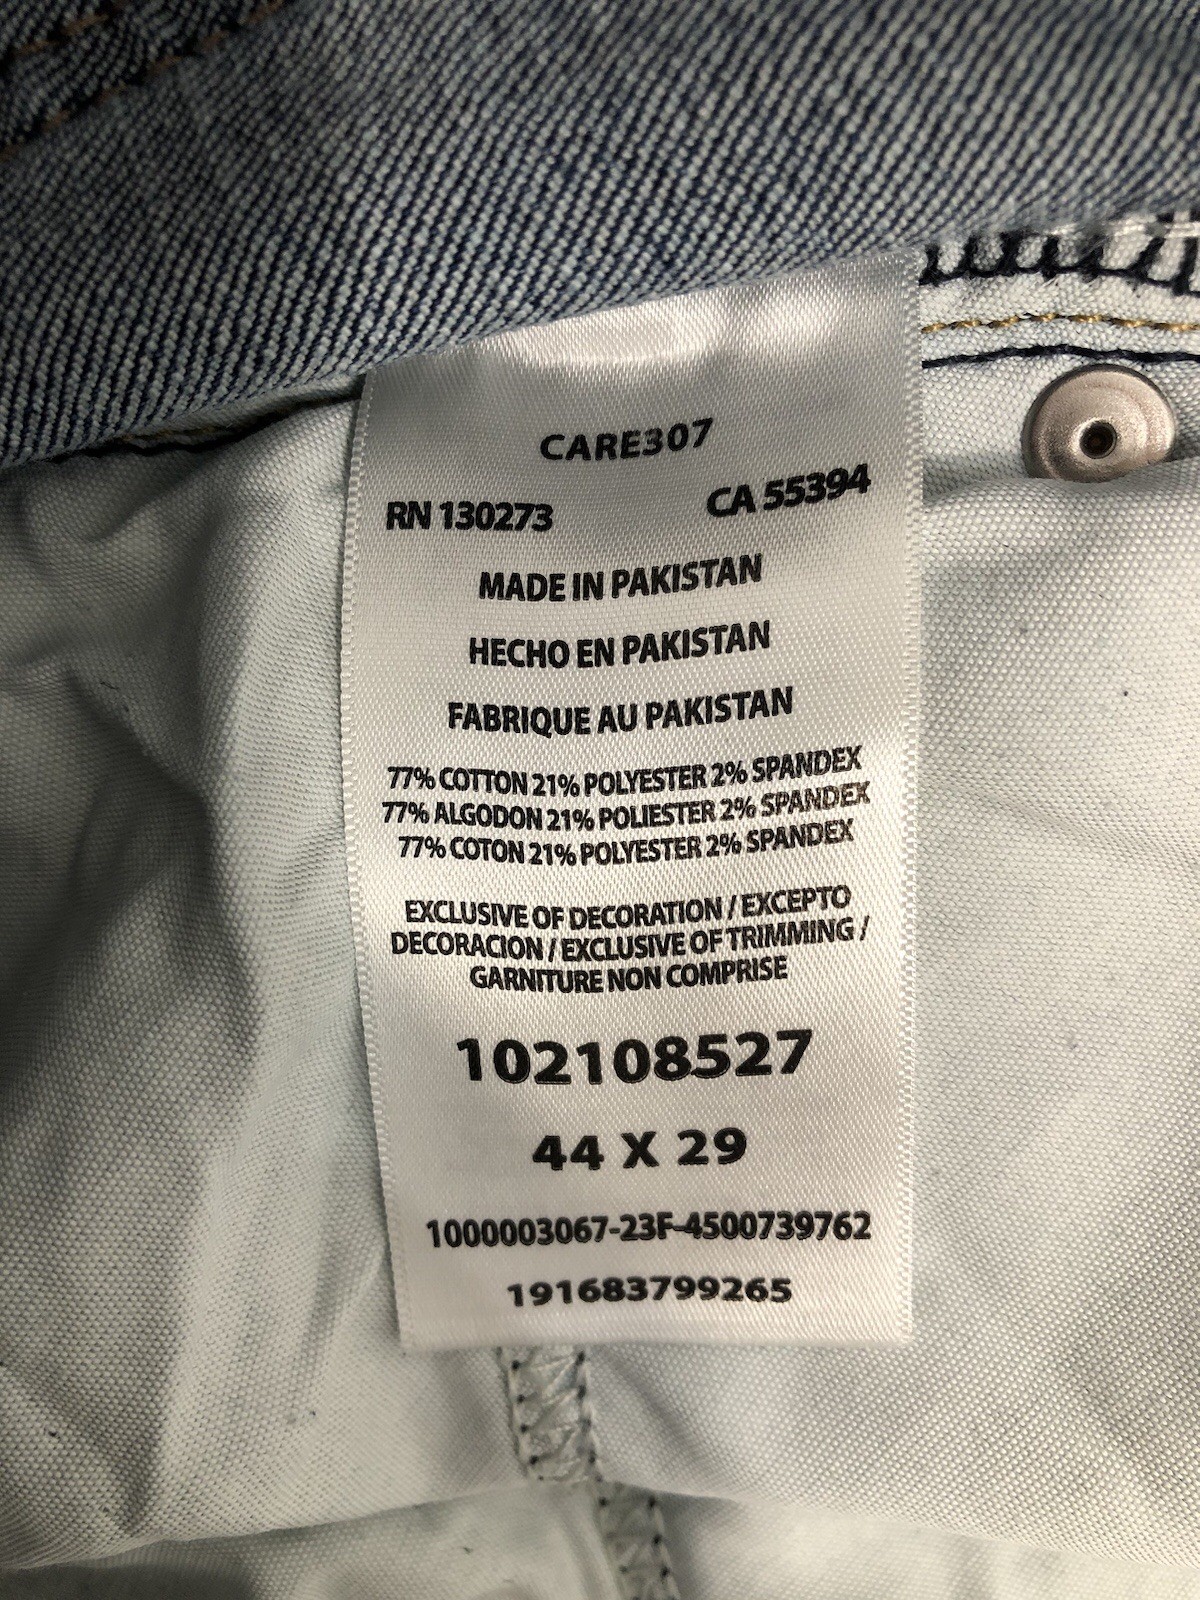 CARE307
RN 130273 CA 55394
MADE IN PAKISTAN
HECHO EN PAKISTAN
FABRIQUE AU PAKISTAN
77% COTTON 21% POLYESTER 2% SPANDEX
77% ALGODON 21% POLIESTER 2% SPANDEX
77% COTON 21% POLYESTER 2% SPANDEX
EXCLUSIVE OF DECORATION / EXCEPTO
DECORACION / EXCLUSIVE OF TRIMMING /
GARNITURE NON COMPRISE
102108527
44 X 29
1000003067-23F-4500739762
191683799265